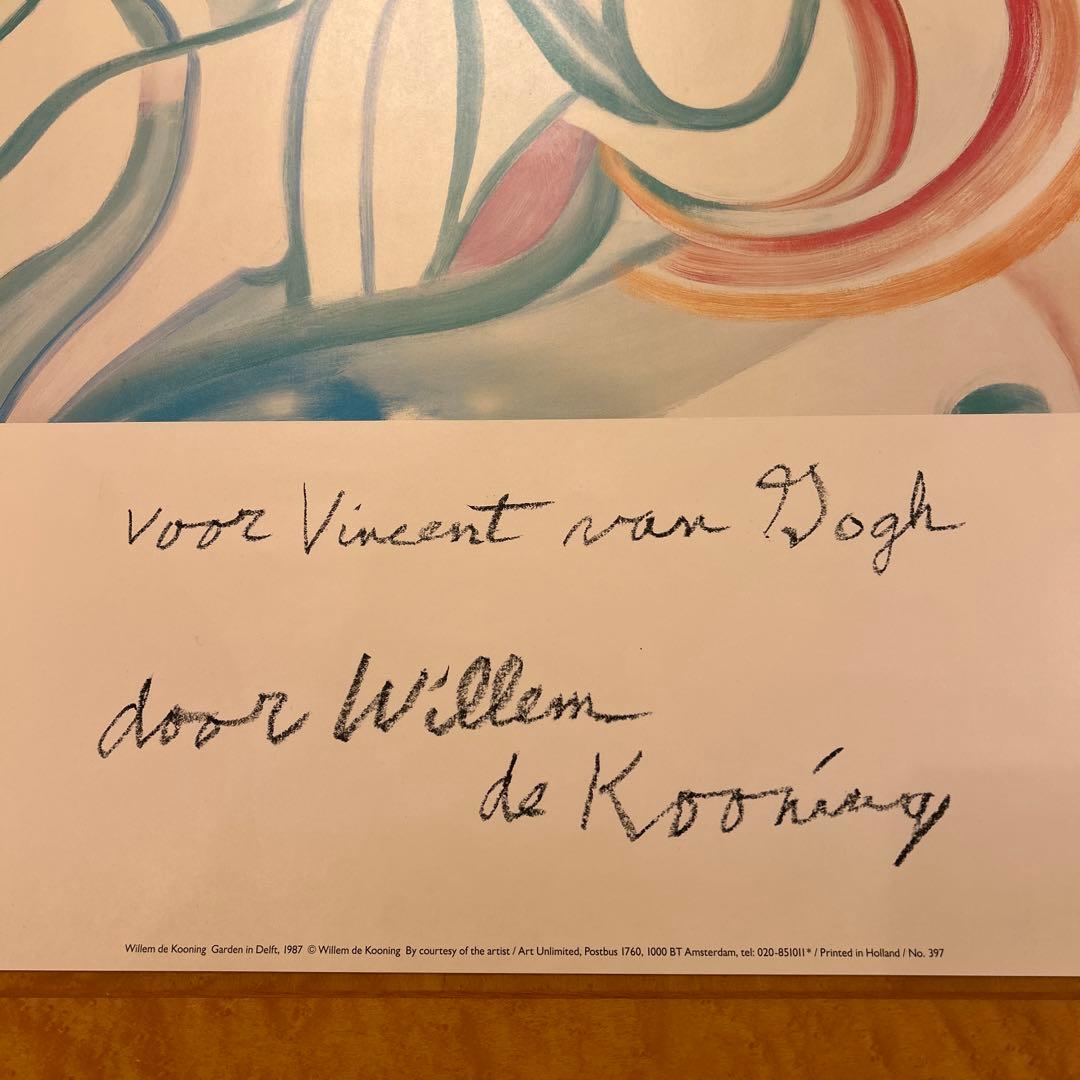 voor Vincent van Gogh
door Willem
de Kooning
Willem de Kooning Garden in Delft, 1987 © Willem de Kooning By courtesy of the artist / Art Unlimited, Postbus 1760, 1000 BT Amsterdam, tel: 020-851011* / Printed in Holland / No. 397